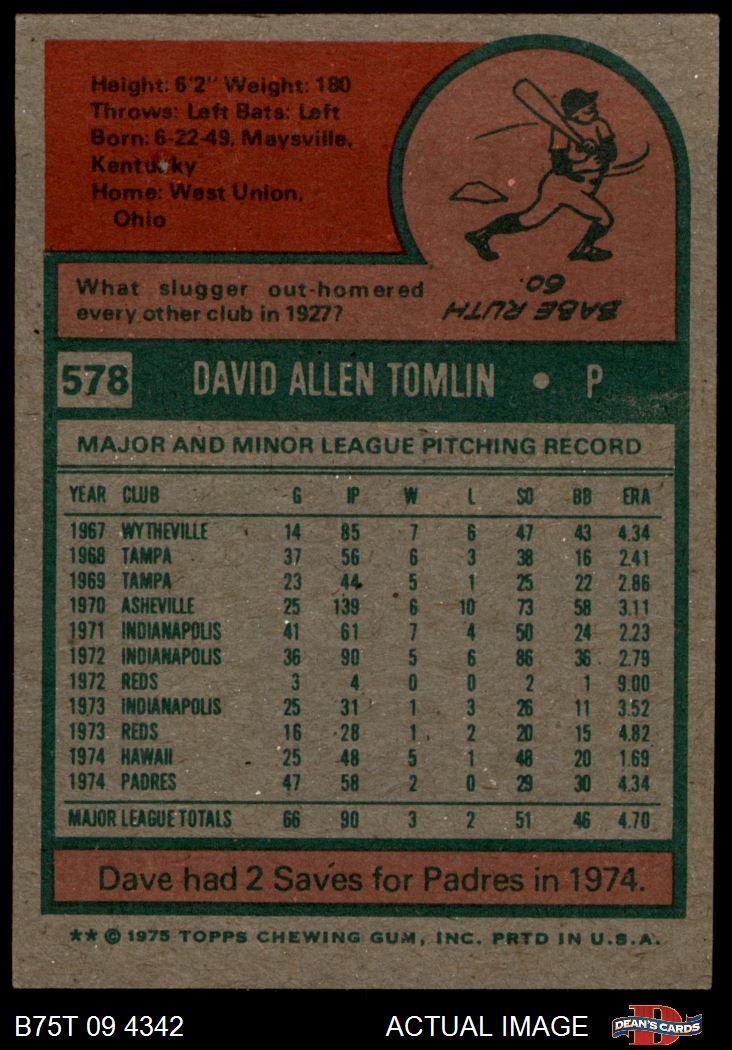 Height: 6'2" Weight: 180
Throws: Left Bats: Left
Born: 6-22-49, Maysville,
Kentucky
Home: West Union,
Ohio
What slugger out-homered
every other club in 1927?
BABE RUTH
60.
578 DAVID ALLEN TOMLIN • P
MAJOR AND MINOR LEAGUE PITCHING RECORD
YEAR CLUB G IP W L SO BB ERA
1967 WYTHEVILLE 14 85 7 6 47 43 4.34
1968 TAMPA 37 56 6 3 38 16 2.41
1969 TAMPA 23 44 5 1 25 22 2.86
1970 ASHEVILLE 25 139 6 10 73 58 3.11
1971 INDIANAPOLIS 41 61 7 4 50 24 2.23
1972 INDIANAPOLIS 36 90 5 6 86 36 2.79
1972 REDS 3 4 0 0 2 1 9.00
1973 INDIANAPOLIS 25 31 1 3 26 11 3.52
1973 REDS 16 28 1 2 20 15 4.82
1974 HAWAII 25 48 5 1 48 20 1.69
1974 PADRES 47 58 2 0 29 30 4.34
MAJOR LEAGUE TOTALS 66 90 3 2 51 46 4.70
Dave had 2 Saves for Padres in 1974.
** © 1975 TOPPS CHEWING GUM, INC. PRTD IN U.S.A.
B75T 09 4342 ACTUAL IMAGE DEAN'S CARDS